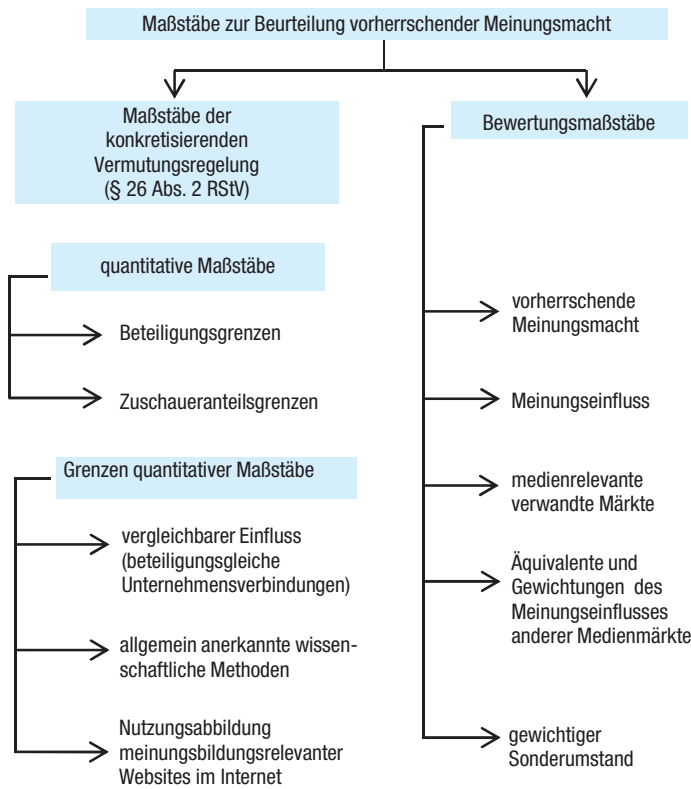 Maßstäbe zur Beurteilung vorherrschender Meinungsmacht
Maßstäbe der
konkretisierenden
Vermutungsregelung
(§ 26 Abs. 2 RStV)
quantitative Maßstäbe
Beteiligungsgrenzen
Zuschaueranteilsgrenzen
Grenzen quantitativer Maßstäbe
vergleichbarer Einfluss
(beteiligungsgleiche
Unternehmensverbindungen)
allgemein anerkannte wissen-
schaftliche Methoden
Nutzungsabbildung
meinungsbildungsrelevanter
Websites im Internet
Bewertungsmaßstäbe
vorherrschende
Meinungsmacht
Meinungseinfluss
medienrelevante
verwandte Märkte
Äquivalente und
Gewichtungen des
Meinungseinflusses
anderer Medienmärkte
gewichtiger
Sonderumstand